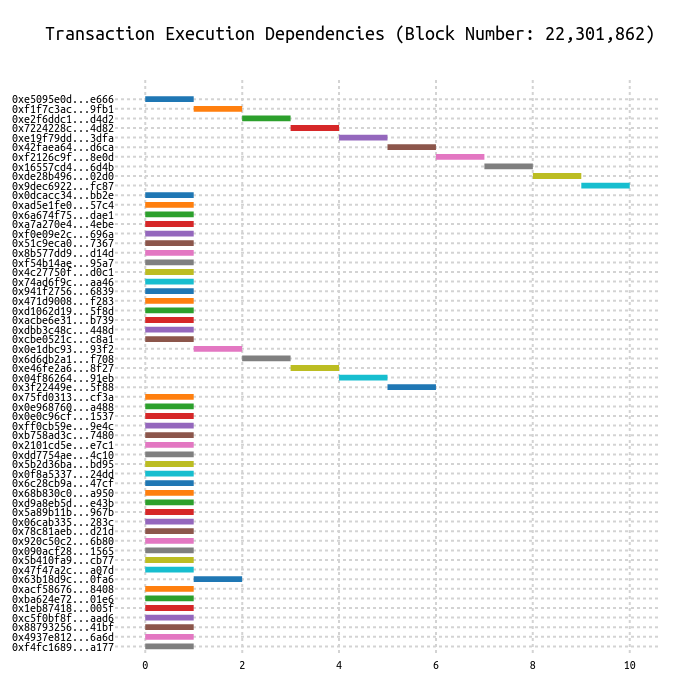 Transaction Execution Dependencies (Block Number: 22,301,862)
0xe5095e0d...e666
0xf1f7c3ac...9fb1
0xe2f6ddc1...d4d2
0x7224228c...4d82
0xe19f79dd...3dfa
0x42faea64...d6ca
0xf2126c9f...8e0d
0x16557cd4...6d4b
0xde28b496...02d0
0x9dec6922...fc87
0x0dcacc34...bb2e
0xad5e1fe0...57c4
0x6a674f75...dae1
0xa7a270e4...4ebe
0xf0e09e2c...696a
0x51c9eca0...7367
0x8b577dd9...d14d
0xf54b14ae...95a7
0x4c27750f...d0c1
0x74ad6f9c...aa46
0x941f2756...6839
0x471d9008...f283
0xd1062d19...5f8d
0xacbe6e31...b739
0xdbb3c48c...448d
0xcbe0521c...c8a1
0x0e1dbc93...93f2
0x6d6db2a1...f708
0xe46fe2a6...8f27
0x04f86264...91eb
0x3f22449e...5f88
0x75fd0313...cf3a
0x0e968760...a488
0x0e0c96cf...1537
0xff0cb59e...9e4c
0xb758ad3c...7480
0x2101cd5e...e7c1
0xdd7754ae...4c10
0x5b2d36ba...bd95
0x0f8a5337...24dd
0x6c28cb9a...47cf
0x68b830c0...a950
0xd9a8eb5d...e43b
0x5a89b11b...967b
0x06cab335...283c
0x78c81aeb...d21d
0x920c50c2...6b80
0x090acf28...1565
0x5b410fa9...cb77
0x47f47a2c...a07d
0x63b18d9c...0fa6
0xacf58676...8408
0xba624e72...01e6
0x1eb87418...005f
0xc5f0bf8f...aad6
0x88793256...41bf
0x4937e812...6a6d
0xf4fc1689...a177
0 2 4 6 8 10